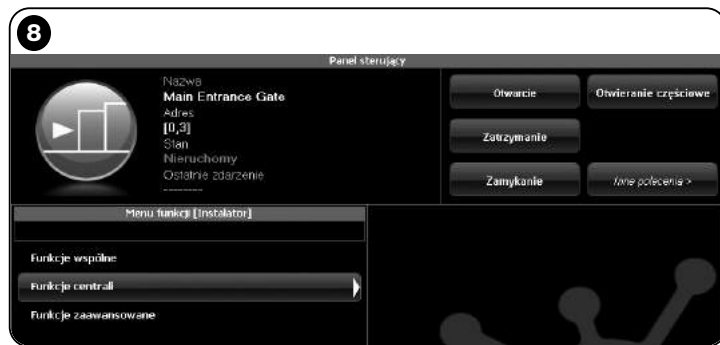 8
Panel sterujący
Nazwa
Main Entrance Gate
Adres
[0,3]
Stan
Nieruchomy
Ostatnie zdarzenie
--------
Otwarcie
Otwieranie częściowe
Zatrzymanie
Zamykanie
Inne polecenia >
Menu funkcji [Instalator]
Funkcje wspólne
Funkcje centrali
Funkcje zaawansowane